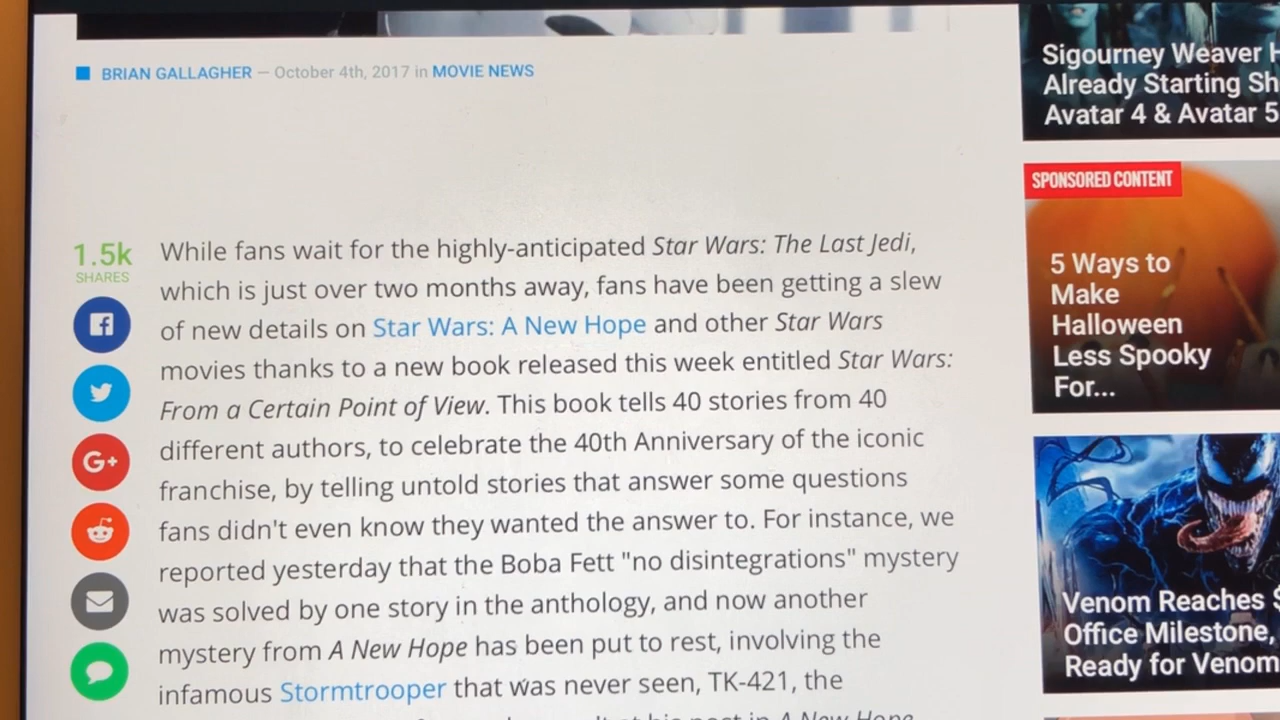 BRIAN GALLAGHER — October 4th, 2017 in MOVIE NEWS
1.5k
SHARES
While fans wait for the highly-anticipated Star Wars: The Last Jedi,
which is just over two months away, fans have been getting a slew
of new details on Star Wars: A New Hope and other Star Wars
movies thanks to a new book released this week entitled Star Wars:
From a Certain Point of View. This book tells 40 stories from 40
different authors, to celebrate the 40th Anniversary of the iconic
franchise, by telling untold stories that answer some questions
fans didn't even know they wanted the answer to. For instance, we
reported yesterday that the Boba Fett "no disintegrations" mystery
was solved by one story in the anthology, and now another
mystery from A New Hope has been put to rest, involving the
infamous Stormtrooper that was never seen, TK-421, the
his post in A New Hope
G+
Sigourney Weaver
Already Starting
Avatar 4 & Avatar 5
SPONSORED CONTENT
5 Ways to
Make
Halloween
Less Spooky
For...
Venom Reaches
Office Milestone,
Ready for Venom